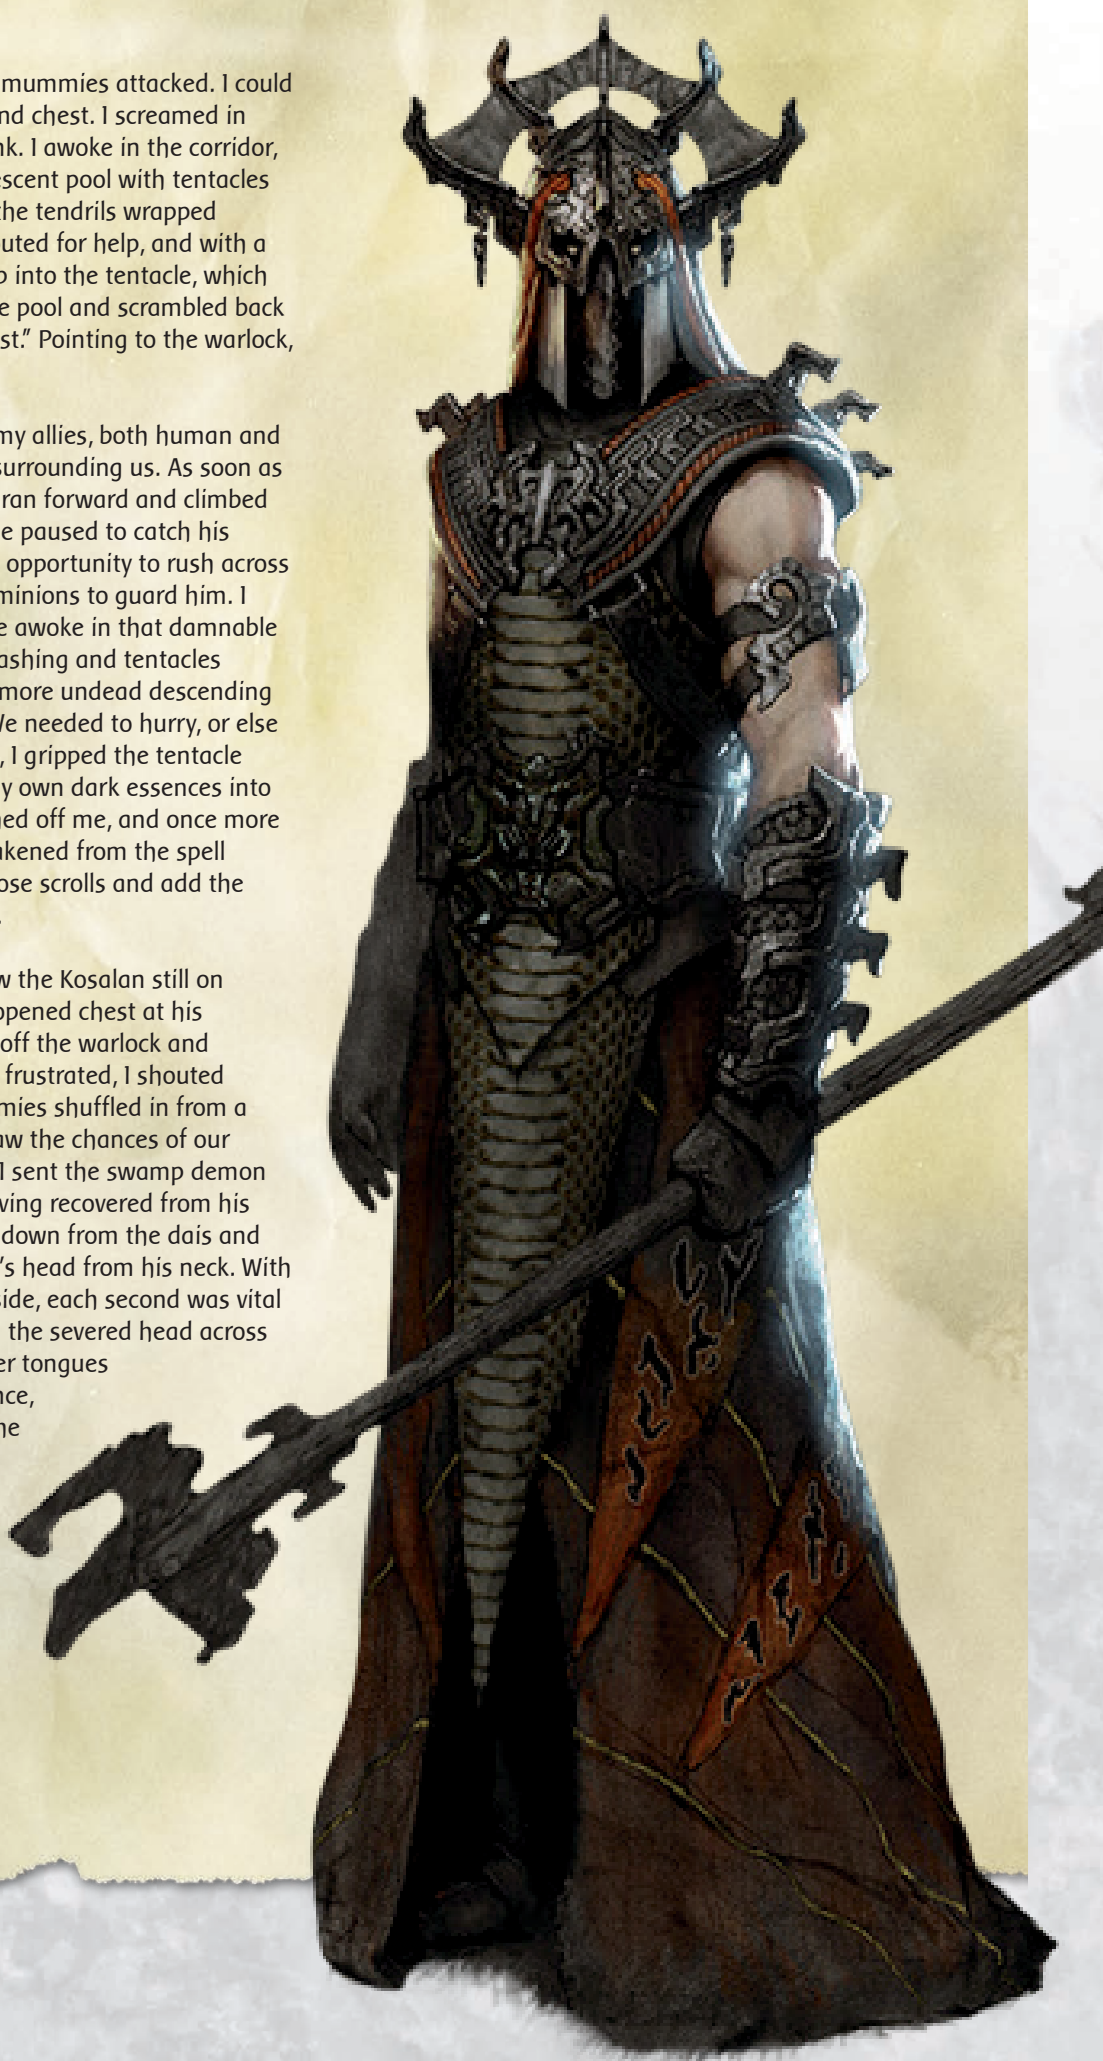 mummies attacked. I could
nd chest. I screamed in
nk. I awoke in the corridor,
escent pool with tentacles
the tendrils wrapped
uted for help, and with a
p into the tentacle, which
e pool and scrambled back
st.” Pointing to the warlock,
my allies, both human and
surrounding us. As soon as
ran forward and climbed
e paused to catch his
opportunity to rush across
minions to guard him. I
e awoke in that damnable
ashing and tentacles
more undead descending
We needed to hurry, or else
, I gripped the tentacle
y own dark essences into
hed off me, and once more
akened from the spell
ose scrolls and add the
.
w the Kosalan still on
opened chest at his
off the warlock and
frustrated, I shouted
mies shuffled in from a
aw the chances of our
I sent the swamp demon
ving recovered from his
down from the dais and
’s head from his neck. With
side, each second was vital
the severed head across
er tongues
nce,
he